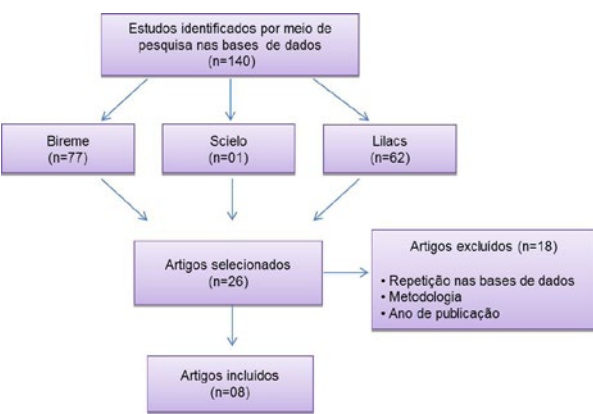 Estudos identificados por meio de
pesquisa nas bases de dados
(n=140)
Bireme
(n=77)
Scielo
(n=01)
Lilacs
(n=62)
Artigos selecionados
(n=26)
Artigos excluídos (n=18)
• Repetição nas bases de dados
• Metodologia
• Ano de publicação
Artigos incluídos
(n=08)